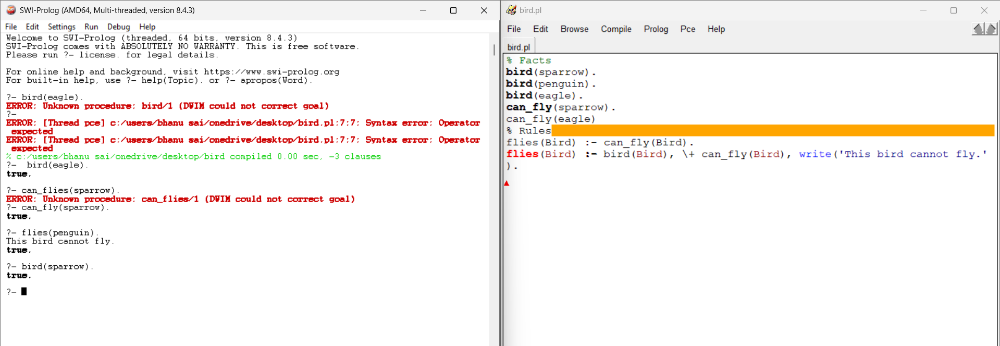 SWI-Prolog (AMD64, Multi-threaded, version 8.4.3)
File Edit Settings Run Debug Help
Welcome to SWI-Prolog (threaded, 64 bits, version 8.4.3)
SWI-Prolog comes with ABSOLUTELY NO WARRANTY. This is free software.
Please run ?- license. for legal details.
For online help and background, visit https://www.swi-prolog.org
For built-in help, use ?- help(Topic). or ?- apropos(Word).
?- bird(eagle).
ERROR: Unknown procedure: bird/1 (DWIM could not correct goal)
?-
ERROR: [Thread pce] c:/users/bhanu sai/onedrive/desktop/bird.pl:7:7: Syntax error: Operator
expected
ERROR: [Thread pce] c:/users/bhanu sai/onedrive/desktop/bird.pl:7:7: Syntax error: Operator
expected
% c:/users/bhanu sai/onedrive/desktop/bird compiled 0.00 sec, -3 clauses
?-  bird(eagle).
true.
?- can_flies(sparrow).
ERROR: Unknown procedure: can_flies/1 (DWIM could not correct goal)
?- can_fly(sparrow).
true.
?- flies(penguin).
This bird cannot fly.
true.
?- bird(sparrow).
true.
?-
bird.pl
File Edit Browse Compile Prolog Pce Help
bird.pl
% Facts
bird(sparrow).
bird(penguin).
bird(eagle).
can_fly(sparrow).
can_fly(eagle)
% Rules
flies(Bird) :- can_fly(Bird).
flies(Bird) :- bird(Bird), \+ can_fly(Bird), write('This bird cannot fly.'
).